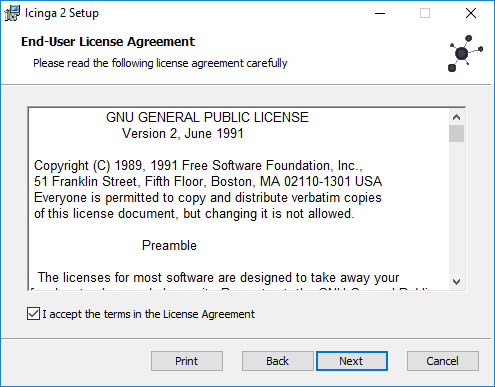 Icinga 2 Setup
End-User License Agreement
Please read the following license agreement carefully
GNU GENERAL PUBLIC LICENSE
Version 2, June 1991
Copyright (C) 1989, 1991 Free Software Foundation, Inc.,
51 Franklin Street, Fifth Floor, Boston, MA 02110-1301 USA
Everyone is permitted to copy and distribute verbatim copies
of this license document, but changing it is not allowed.
Preamble
The licenses for most software are designed to take away your
I accept the terms in the License Agreement
Print
Back
Next
Cancel